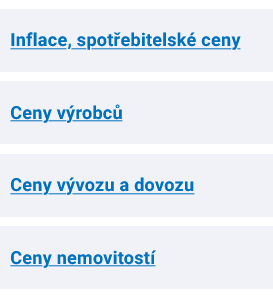 Inflace, spotřebitelské ceny
Ceny výrobců
Ceny vývozu a dovozu
Ceny nemovitostí